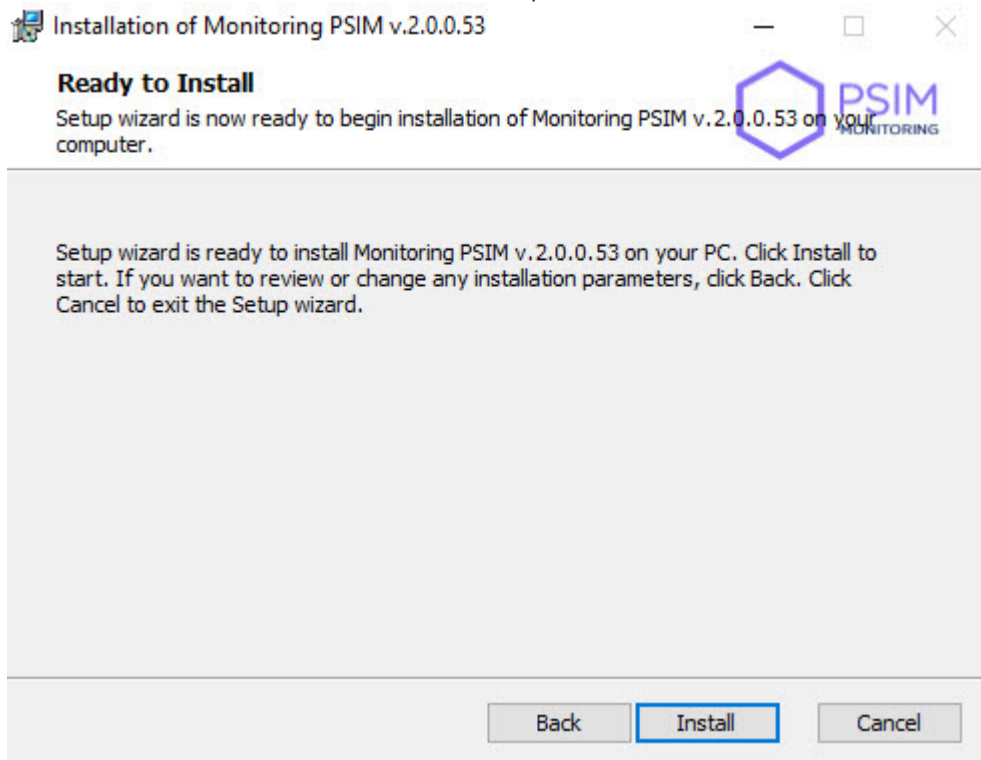 Installation of Monitoring PSIM v.2.0.0.53
Ready to Install
Setup wizard is now ready to begin installation of Monitoring PSIM v.2.0.0.53 on your
computer.
PSIM
MONITORING
Setup wizard is ready to install Monitoring PSIM v.2.0.0.53 on your PC. Click Install to
start. If you want to review or change any installation parameters, click Back. Click
Cancel to exit the Setup wizard.
Back Install Cancel